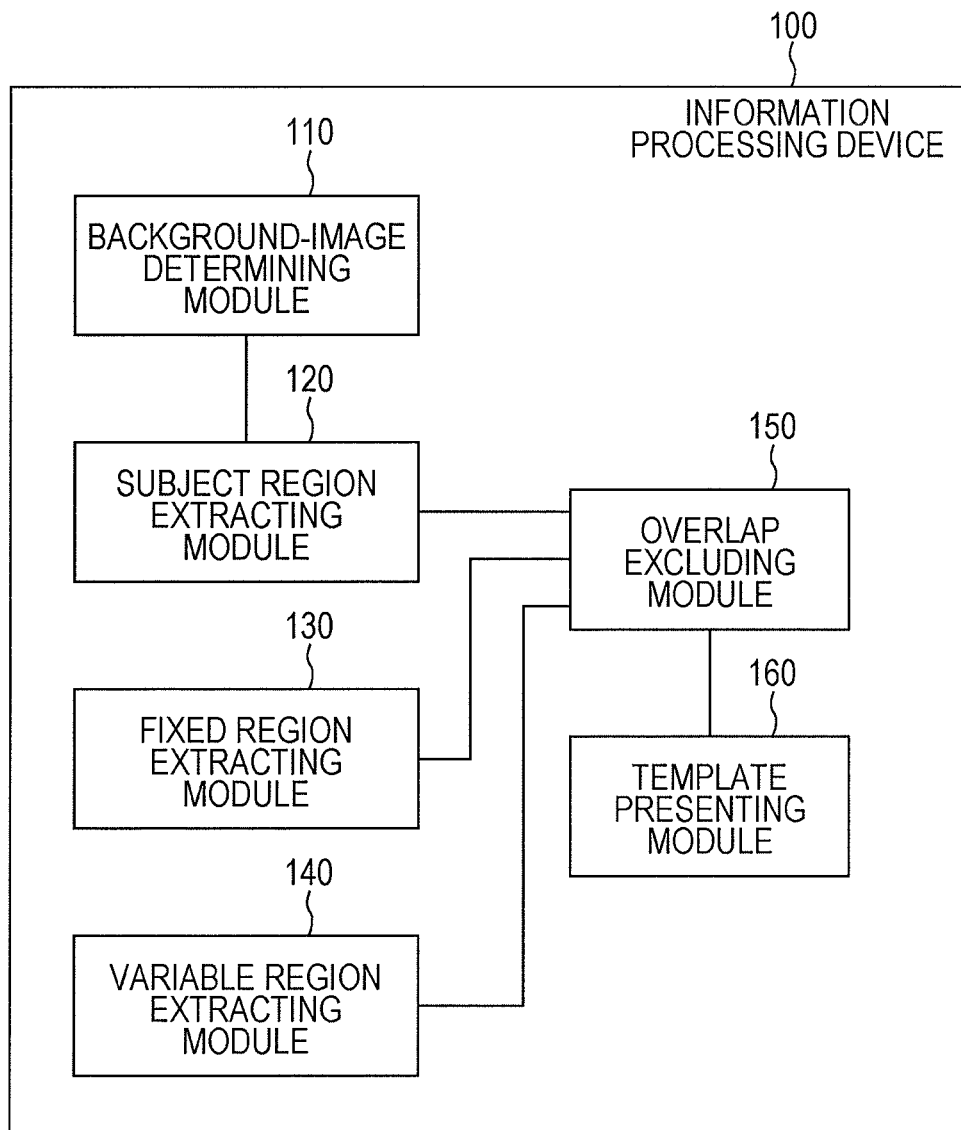 100
INFORMATION
PROCESSING DEVICE
110
BACKGROUND-IMAGE
DETERMINING
MODULE
120
SUBJECT REGION
EXTRACTING
MODULE
150
OVERLAP
EXCLUDING
MODULE
130
FIXED REGION
EXTRACTING
MODULE
160
TEMPLATE
PRESENTING
MODULE
140
VARIABLE REGION
EXTRACTING
MODULE